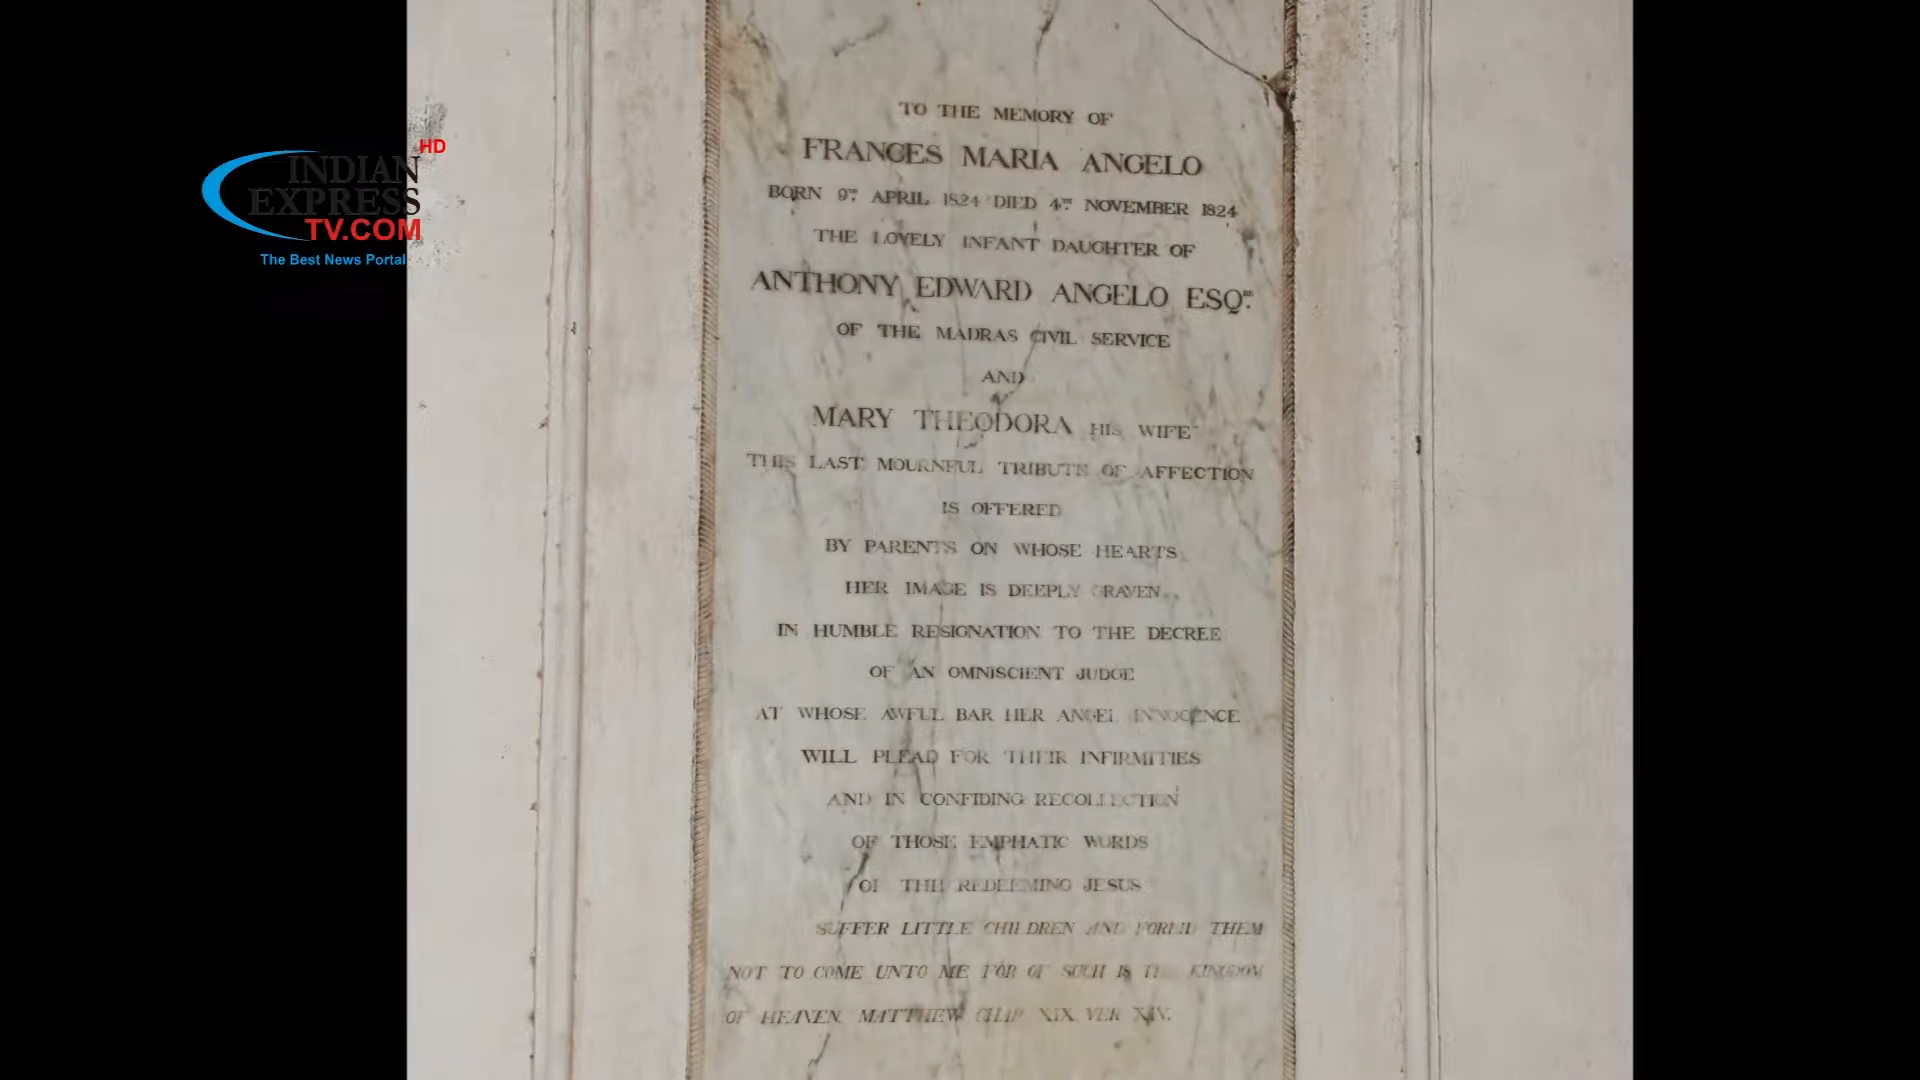 INDIAN HD
EXPRESS
TV.COM
The Best News Portal
TO THE MEMORY OF
FRANCES MARIA ANGELO
BORN 9TH APRIL 1824 DIED 4TH NOVEMBER 1824
THE LOVELY INFANT DAUGHTER OF
ANTHONY EDWARD ANGELO ESQRE
OF THE MADRAS CIVIL SERVICE
AND
MARY THEODORA HIS WIFE
THIS LAST MOURNFUL TRIBUTE OF AFFECTION
IS OFFERED
BY PARENTS ON WHOSE HEARTS
HER IMAGE IS DEEPLY GRAVEN
IN HUMBLE RESIGNATION TO THE DECREE
OF AN OMNISCIENT JUDGE
AT WHOSE AWFUL BAR HER ANGEL INNOCENCE
WILL PLEAD FOR THEIR INFIRMITIES
AND IN CONFIDING RECOLLECTION
OF THOSE EMPHATIC WORDS
OF THE REDEEMING JESUS
SUFFER LITTLE CHILDREN AND FORBID THEM
NOT TO COME UNTO ME FOR OF SUCH IS THE KINGDOM
OF HEAVEN. MATTHEW CHAP XIX VER XIV.